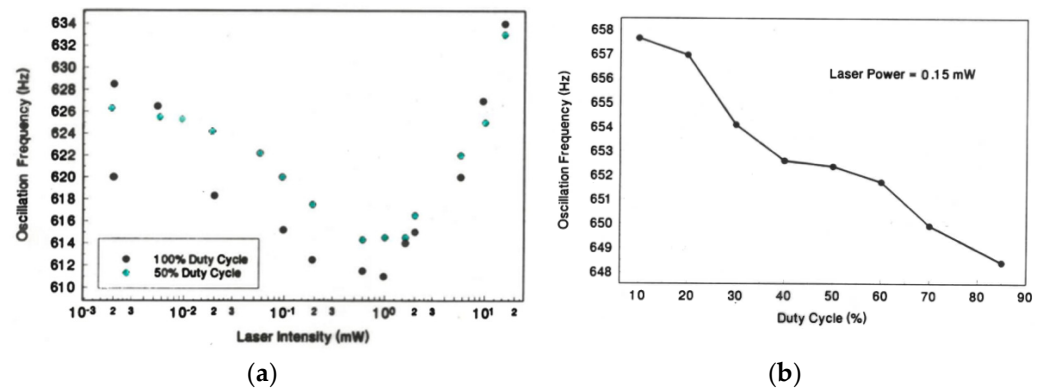 634
632
630
628
626
624
622
620
618
616
614
612
610
Oscillation Frequency (Hz)
100% Duty Cycle
50% Duty Cycle
10-3 2 3 10-2 2 3 10-1 2 3 100 2 3 101 2
Laser Intensity (mW)
(a)
658
657
656
655
654
653
652
651
650
649
648
Oscillation Frequency (Hz)
Laser Power = 0.15 mW
10 20 30 40 50 60 70 80 90
Duty Cycle (%)
(b)